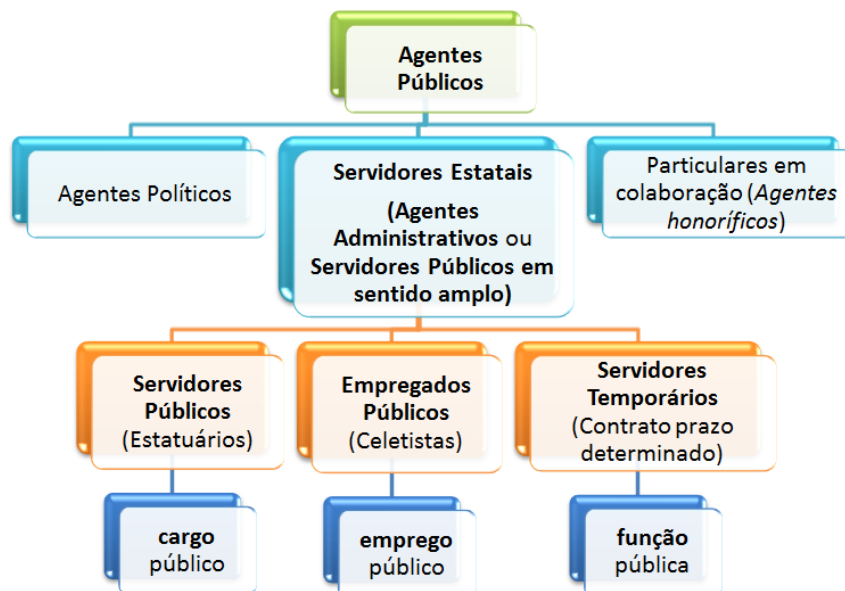 Agentes
Públicos
Agentes Políticos
Servidores Estatais
(Agentes
Administrativos ou
Servidores Públicos em
sentido amplo)
Particulares em
colaboração (Agentes
honoríficos)
Servidores
Públicos
(Estatuários)
Empregados
Públicos
(Celetistas)
Servidores
Temporários
(Contrato prazo
determinado)
cargo
público
emprego
público
função
pública